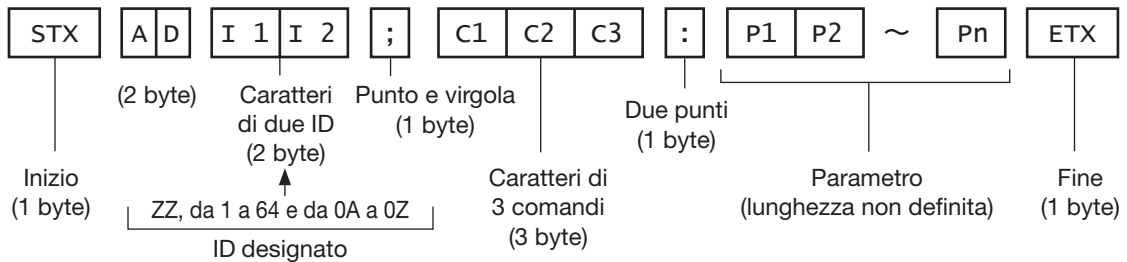 STX A D I 1 I 2 ; C1 C2 C3 : P1 P2 ~ Pn ETX
(2 byte)
Caratteri
di due ID
(2 byte)
Punto e virgola
(1 byte)
Due punti
(1 byte)
Inizio
(1 byte)
ZZ, da 1 a 64 e da 0A a 0Z
ID designato
Caratteri di
3 comandi
(3 byte)
Parametro
(lunghezza non definita)
Fine
(1 byte)